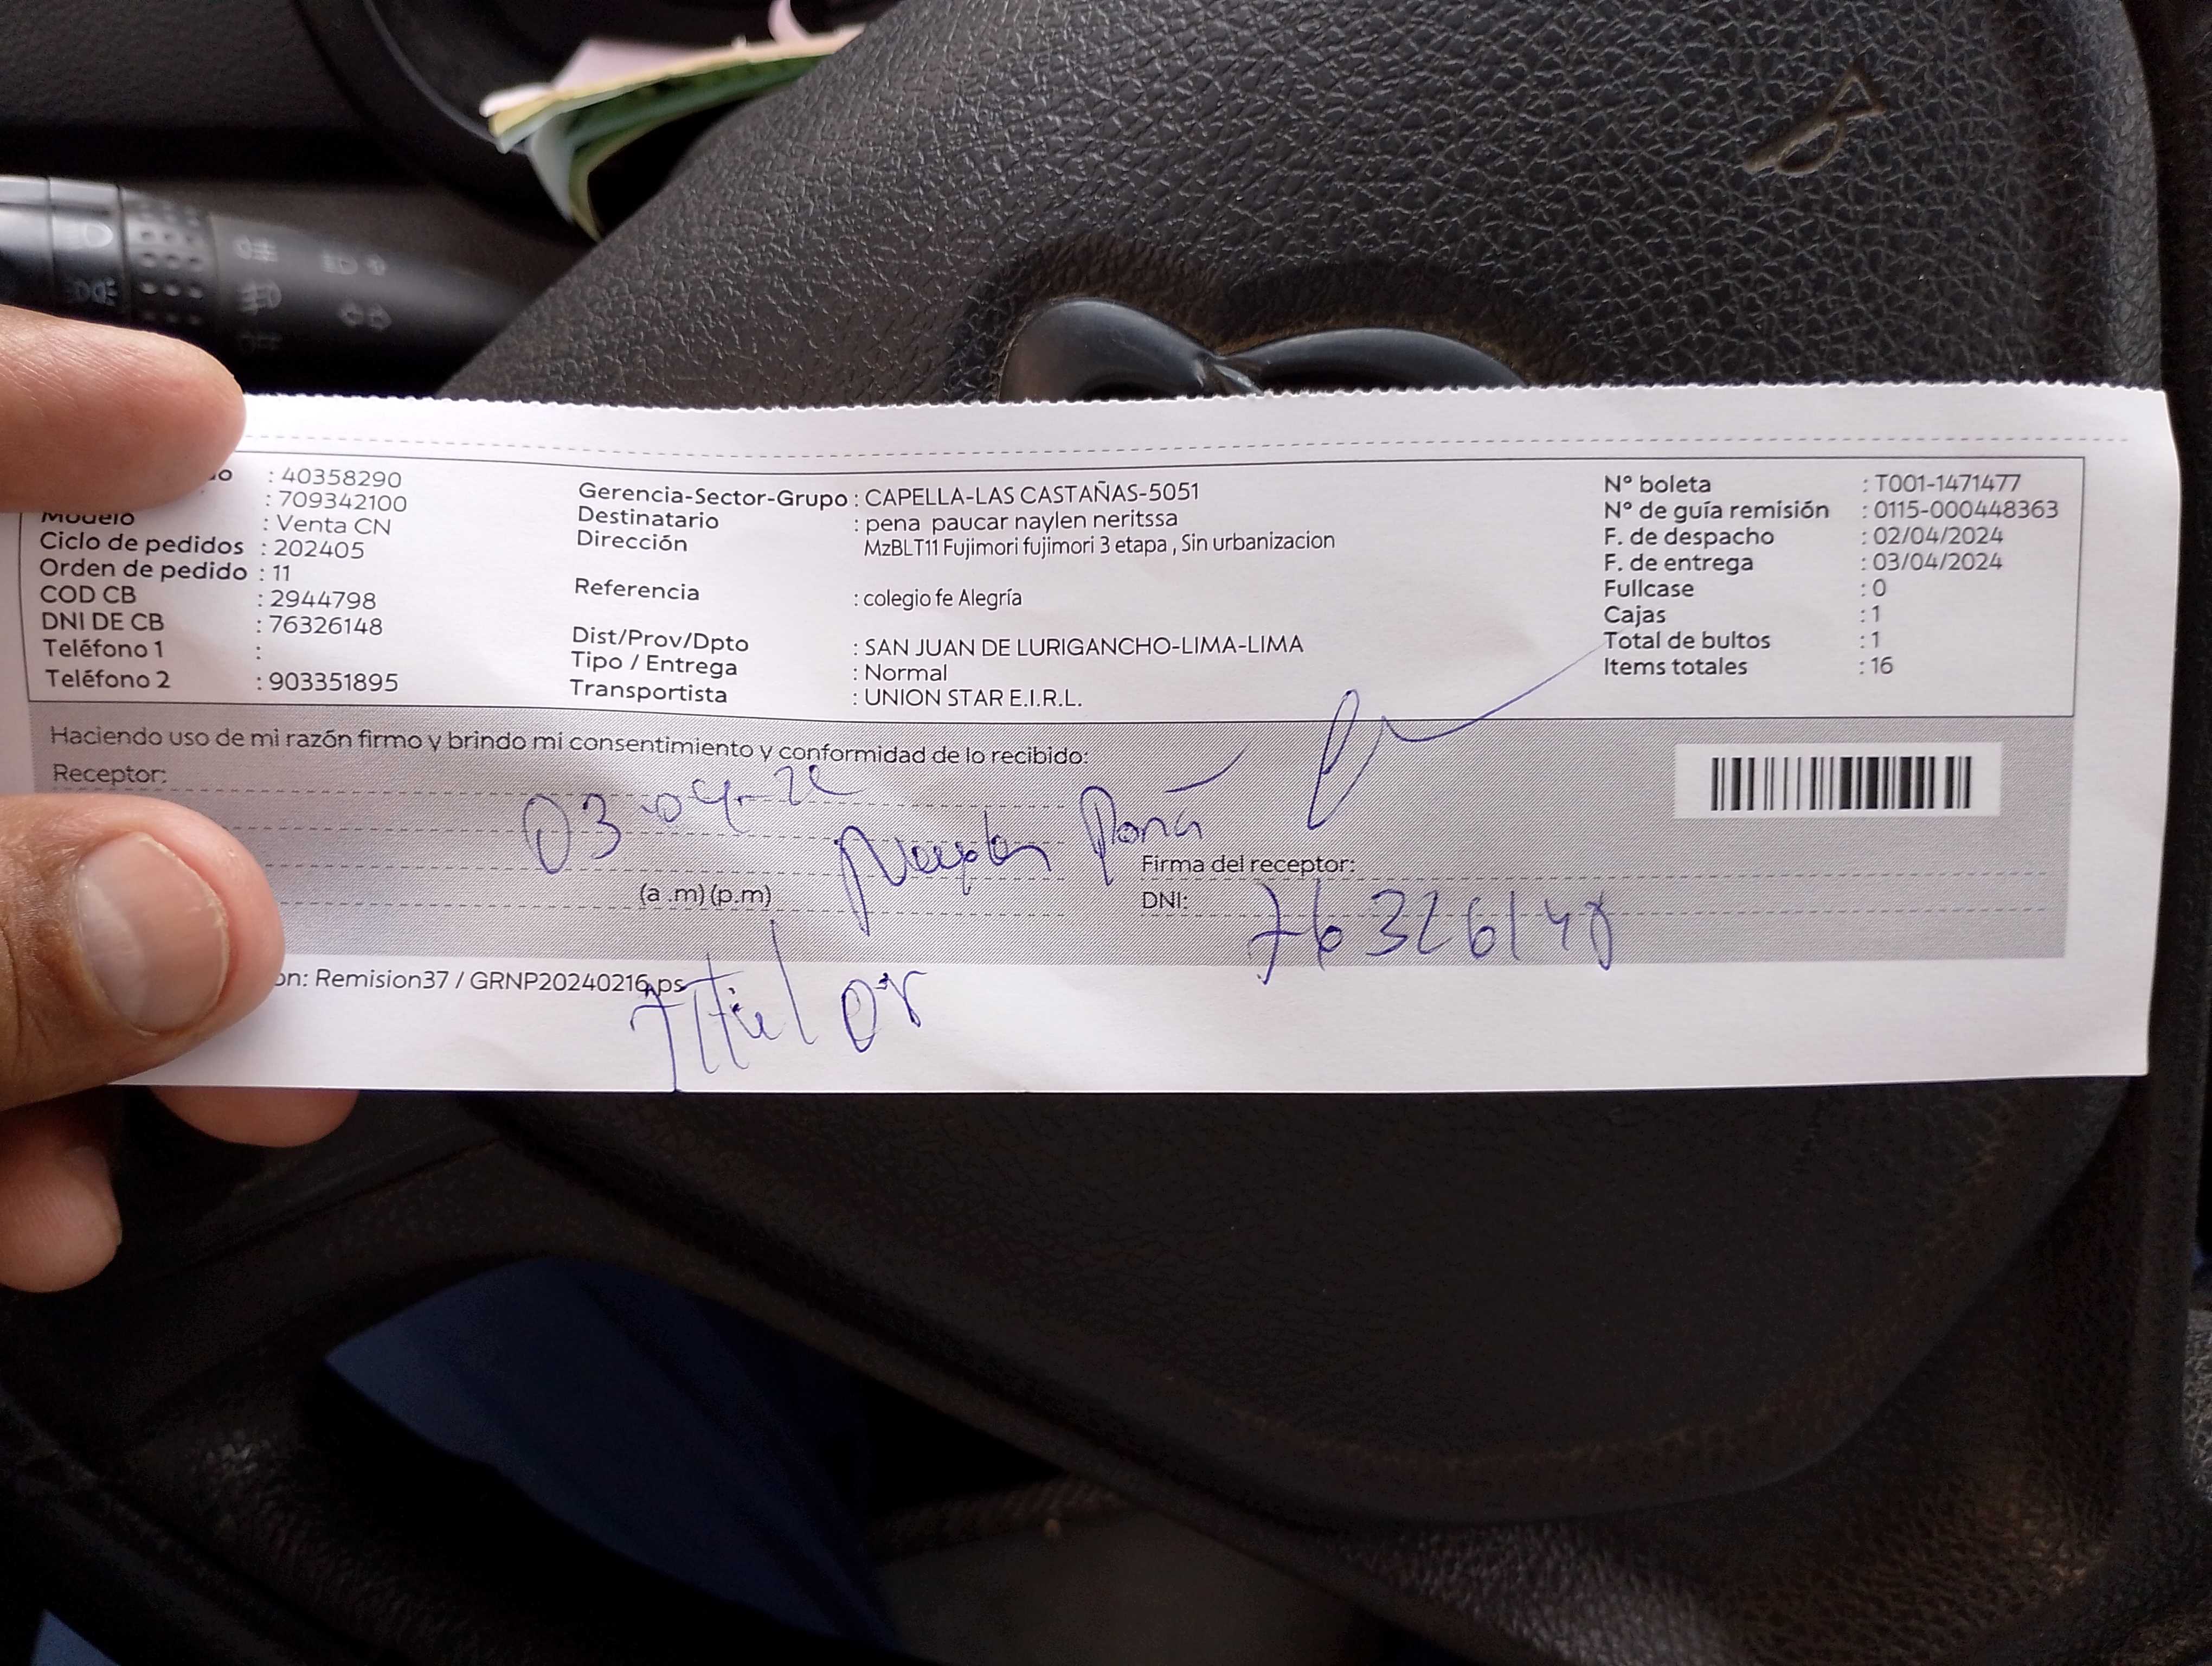 : 40358290
: 709342100
Modelo : Venta CN
Ciclo de pedidos : 202405
Orden de pedido : 11
COD CB : 2944798
DNI DE CB : 76326148
Teléfono 1 :
Teléfono 2 : 903351895
Gerencia-Sector-Grupo : CAPELLA-LAS CASTAÑAS-5051
Destinatario : pena paucar naylen neritssa
Dirección MzBLT11 Fujimori fujimori 3 etapa , Sin urbanizacion
Referencia : colegio fe Alegría
Dist/Prov/Dpto : SAN JUAN DE LURIGANCHO-LIMA-LIMA
Tipo / Entrega : Normal
Transportista : UNION STAR E.I.R.L.
N° boleta : T001-1471477
N° de guía remisión : 0115-000448363
F. de despacho : 02/04/2024
F. de entrega : 03/04/2024
Fullcase : 0
Cajas : 1
Total de bultos : 1
Items totales : 16
Haciendo uso de mi razón firmo y brindo mi consentimiento y conformidad de lo recibido:
Receptor:
03-04-
Peña
Firma del receptor:
(a .m) (p.m)
DNI: 76326148
Remision37 / GRNP20240216.ps